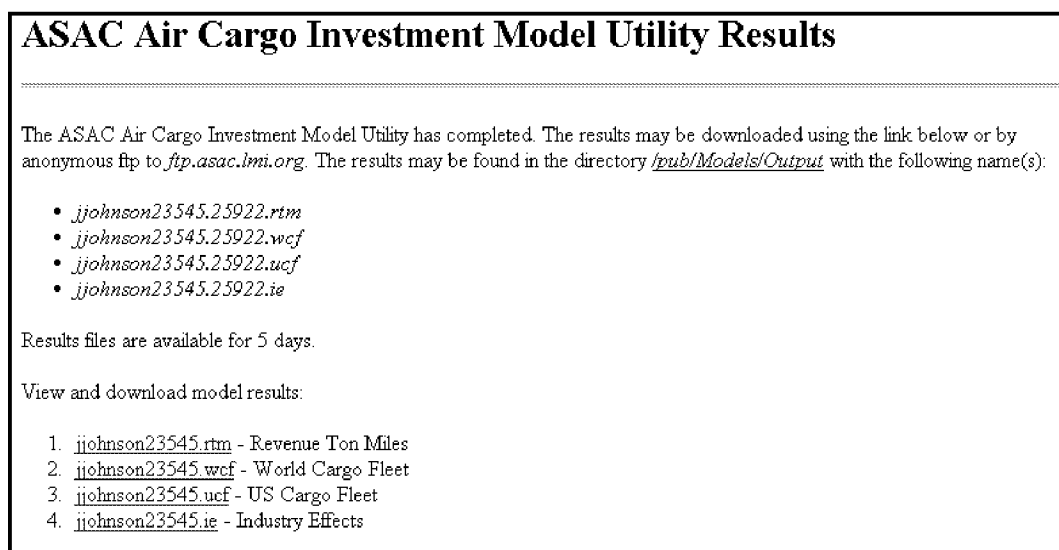 ASAC Air Cargo Investment Model Utility Results
The ASAC Air Cargo Investment Model Utility has completed. The results may be downloaded using the link below or by
anonymous ftp to ftp.asac.lmi.org. The results may be found in the directory /pub/Models/Output with the following name(s):
• jjohnson23545.25922.rtm
• jjohnson23545.25922.wcf
• jjohnson23545.25922.ucf
• jjohnson23545.25922.ie
Results files are available for 5 days.
View and download model results:
1. jjohnson23545.rtm - Revenue Ton Miles
2. jjohnson23545.wcf - World Cargo Fleet
3. jjohnson23545.ucf - US Cargo Fleet
4. jjohnson23545.ie - Industry Effects